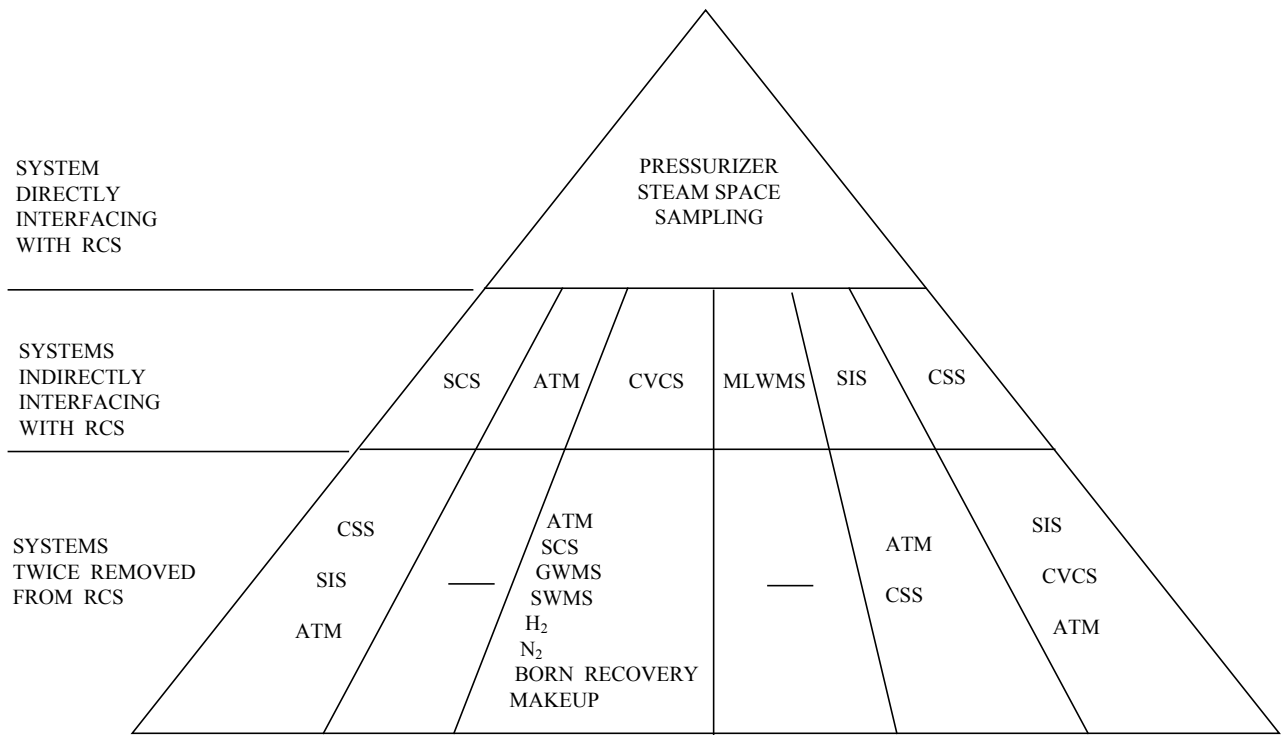 SYSTEM
DIRECTLY
INTERFACING
WITH RCS
PRESSURIZER
STEAM SPACE
SAMPLING
SYSTEMS
INDIRECTLY
INTERFACING
WITH RCS
SCS
ATM
CVCS
MLWMS
SIS
CSS
SYSTEMS
TWICE REMOVED
FROM RCS
CSS
SIS
ATM
—
ATM
SCS
GWMS
SWMS
H₂
N₂
BORN RECOVERY
MAKEUP
—
ATM
CSS
SIS
CVCS
ATM